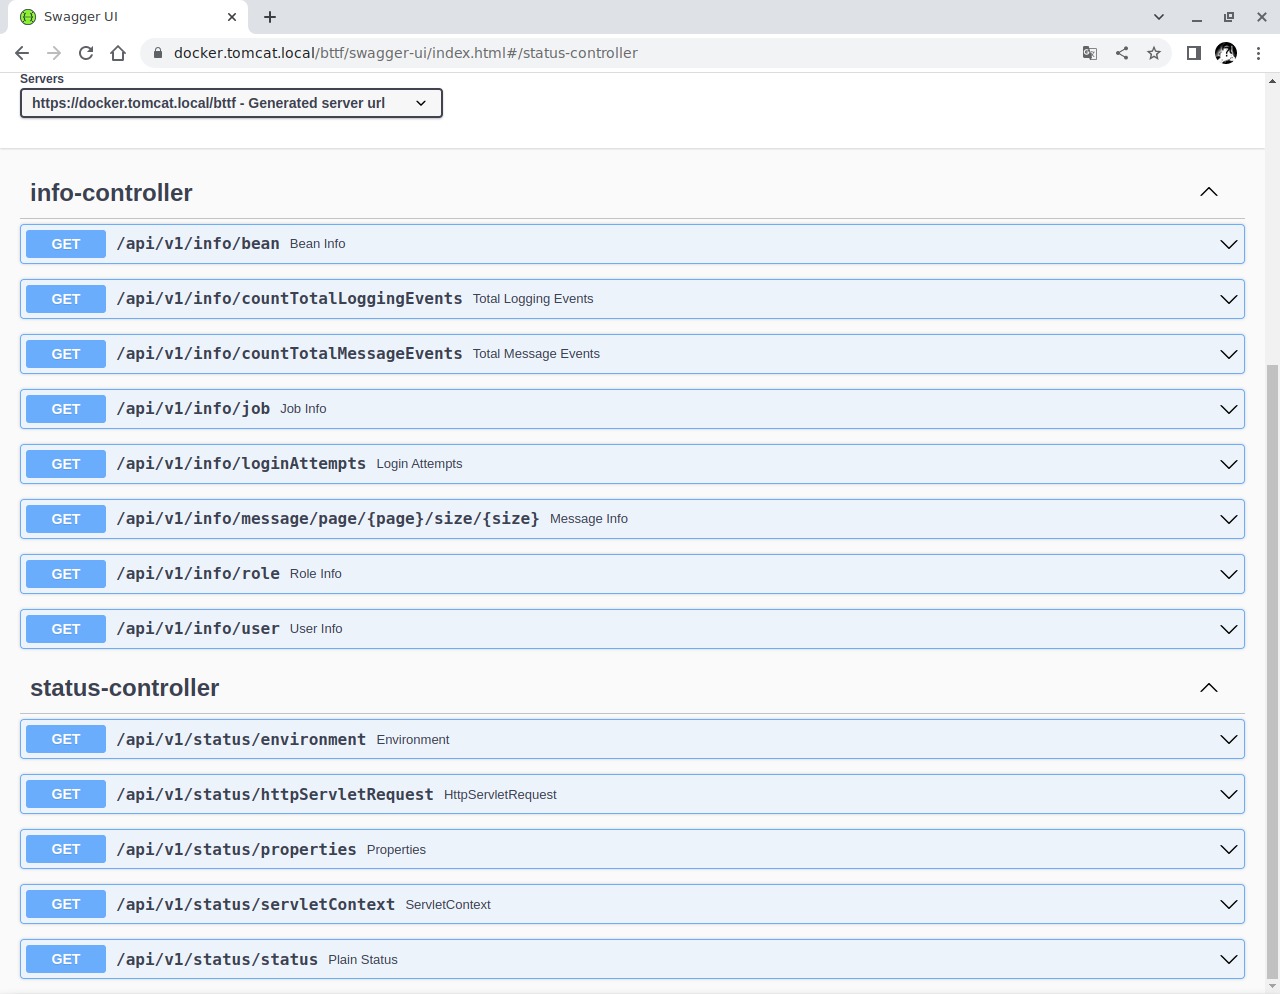 Swagger UI
docker.tomcat.local/bttf/swagger-ui/index.html#/status-controller
Servers
https://docker.tomcat.local/bttf - Generated server url
info-controller
GET /api/v1/info/bean Bean Info
GET /api/v1/info/countTotalLoggingEvents Total Logging Events
GET /api/v1/info/countTotalMessageEvents Total Message Events
GET /api/v1/info/job Job Info
GET /api/v1/info/loginAttempts Login Attempts
GET /api/v1/info/message/page/{page}/size/{size} Message Info
GET /api/v1/info/role Role Info
GET /api/v1/info/user User Info
status-controller
GET /api/v1/status/environment Environment
GET /api/v1/status/httpServletRequest HttpServletRequest
GET /api/v1/status/properties Properties
GET /api/v1/status/servletContext ServletContext
GET /api/v1/status/status Plain Status